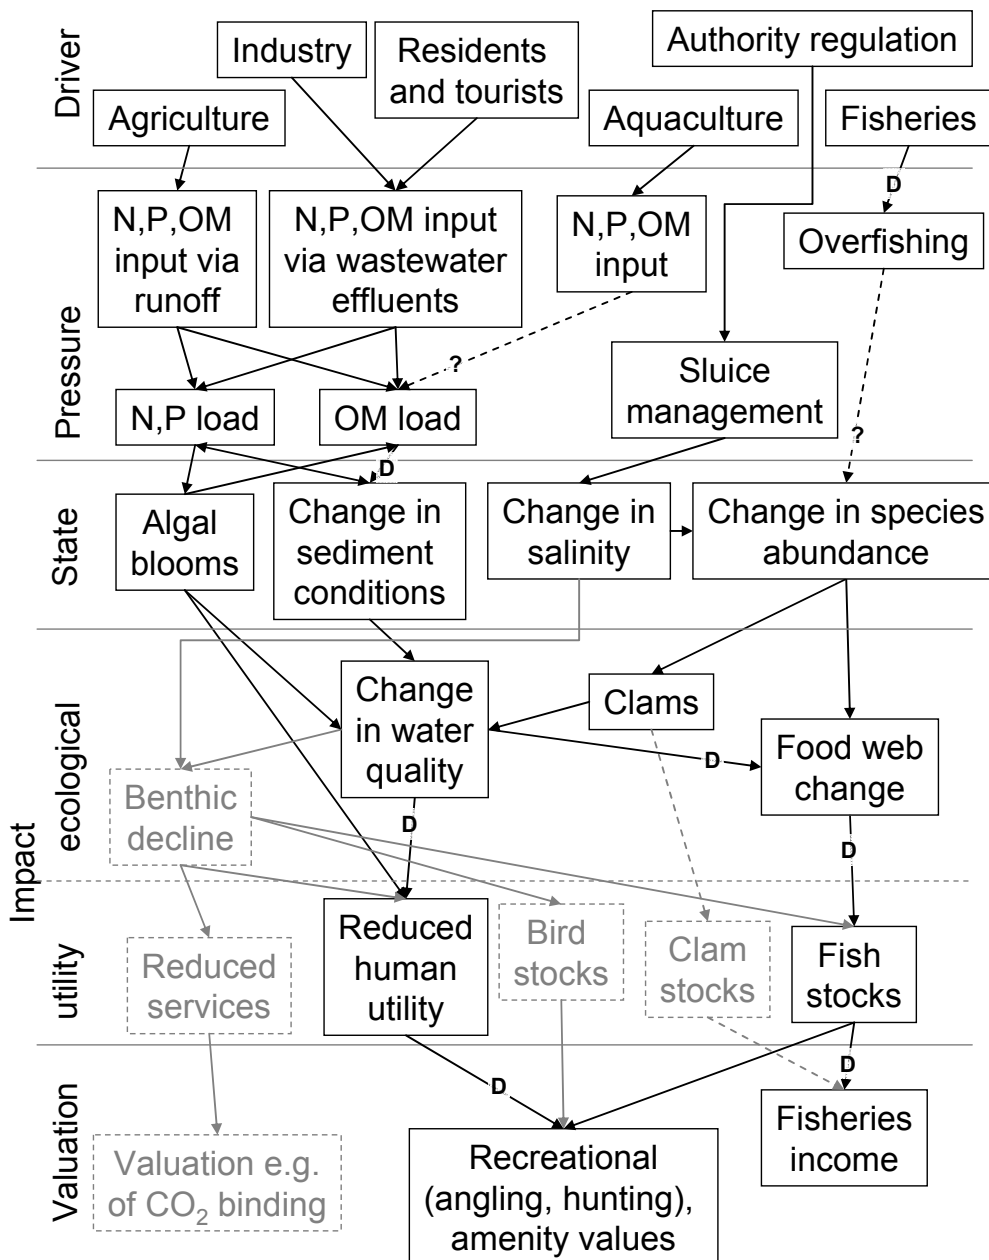 Driver
Industry
Residents
and tourists
Authority regulation
Agriculture
Aquaculture
Fisheries
D
Pressure
N,P,OM
input via
runoff
N,P,OM input
via wastewater
effluents
N,P,OM
input
Overfishing
?
Sluice
management
N,P load
OM load
?
D
State
Algal
blooms
Change in
sediment
conditions
Change in
salinity
Change in species
abundance
Impact
ecological
Change
in water
quality
Clams
Food web
change
D
Benthic
decline
D
D
utility
Reduced
services
Reduced
human
utility
Bird
stocks
Clam
stocks
Fish
stocks
D
D
Valuation
Valuation e.g.
of CO₂ binding
Recreational
(angling, hunting),
amenity values
Fisheries
income